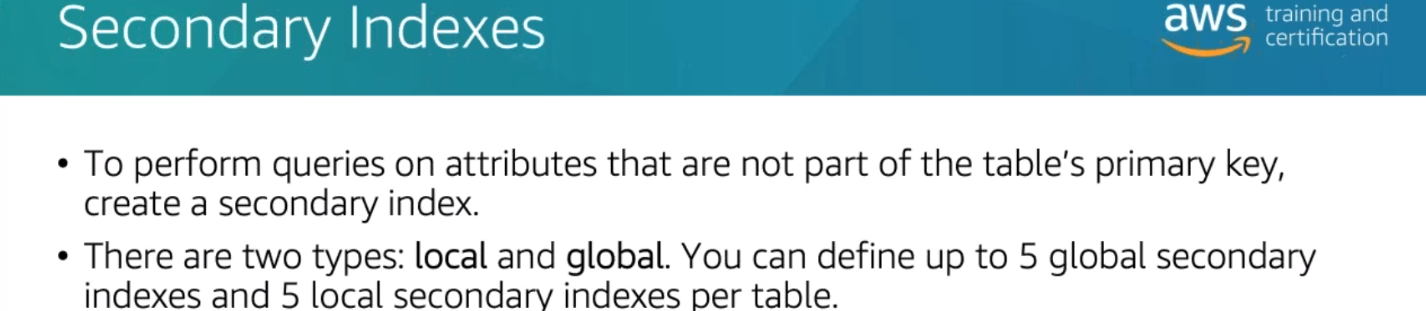 Secondary Indexes
aws training and
certification
• To perform queries on attributes that are not part of the table's primary key,
create a secondary index.
• There are two types: local and global. You can define up to 5 global secondary
indexes and 5 local secondary indexes per table.